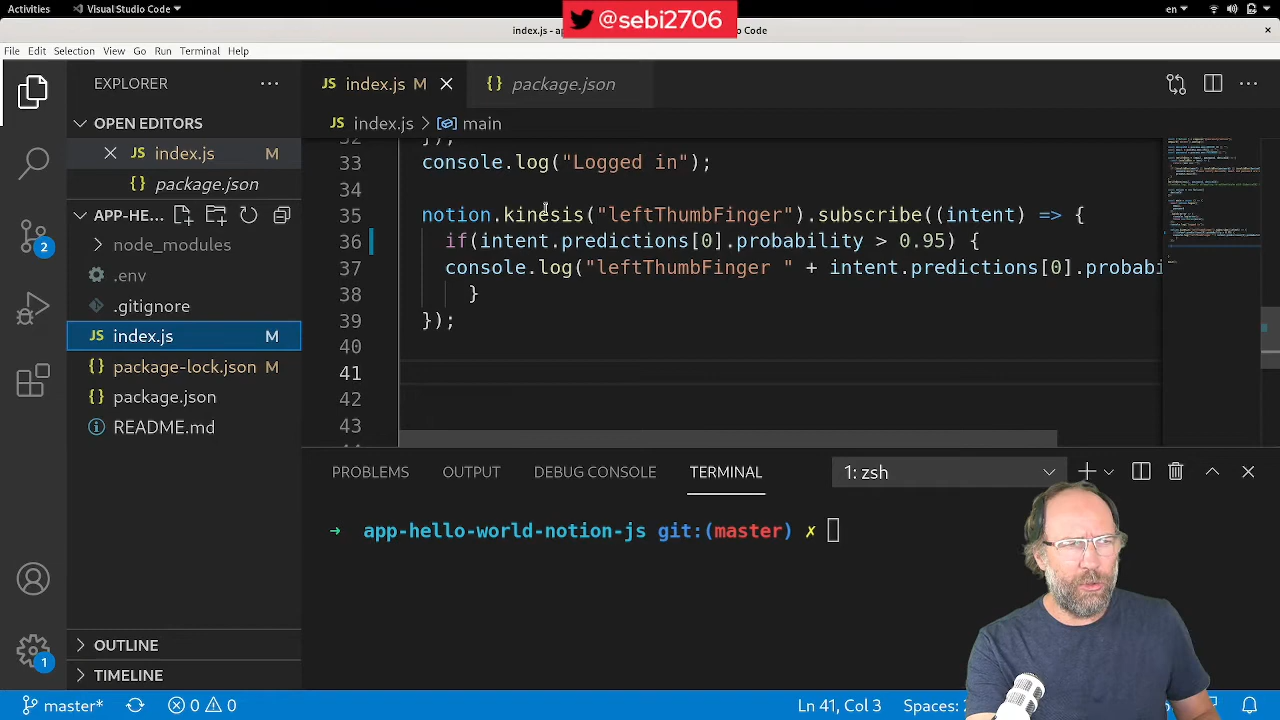 Activities
Visual Studio Code
@sebi2706
en
index.js - a
o Code
File Edit Selection View Go Run Terminal Help
EXPLORER
JS index.js M
{} package.json
OPEN EDITORS
JS index.js M
{} package.json
APP-HE...
node_modules
.env
.gitignore
JS index.js M
{} package-lock.json M
{} package.json
README.md
OUTLINE
TIMELINE
2
1
JS index.js > main
32 });
33 console.log("Logged in");
34
35 notion.kinesis("leftThumbFinger").subscribe((intent) => {
36 if(intent.predictions[0].probability > 0.95) {
37 console.log("leftThumbFinger " + intent.predictions[0].probabi
38 }
39 });
40
41
42
43
PROBLEMS OUTPUT DEBUG CONSOLE TERMINAL
1: zsh
→ app-hello-world-notion-js git:(master) ✗
master* 0 0
Ln 41, Col 3
Spaces: